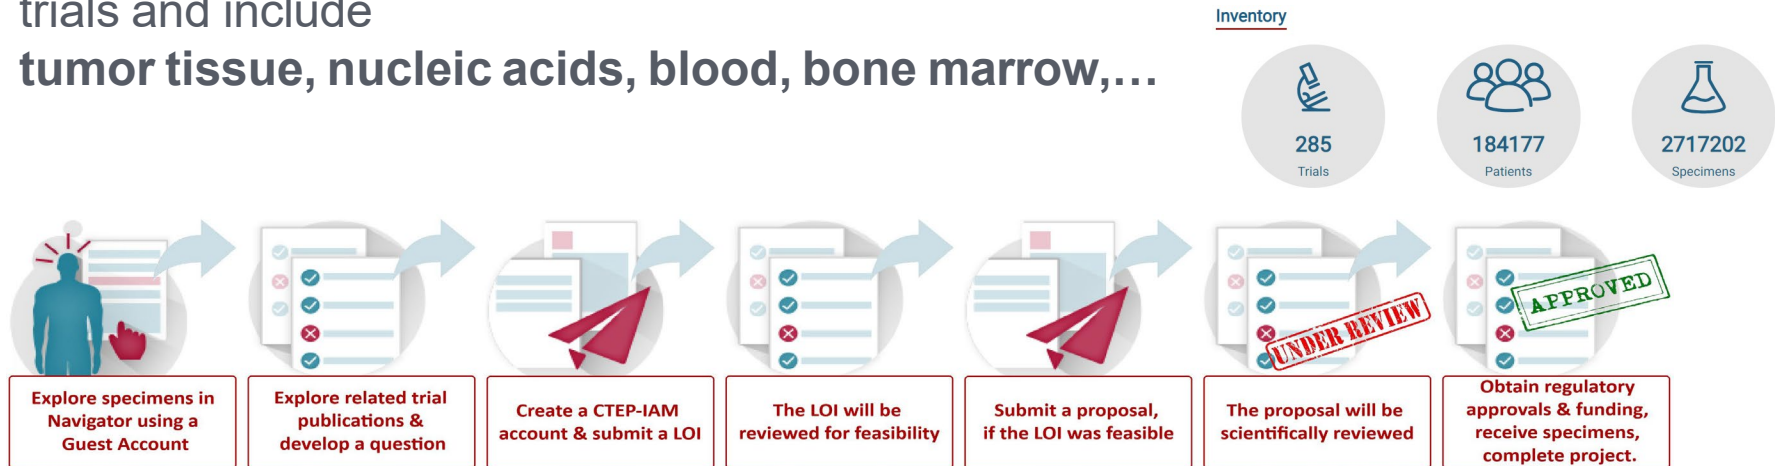 trials and include
tumor tissue, nucleic acids, blood, bone marrow,…
Inventory
285
Trials
184177
Patients
2717202
Specimens
UNDER REVIEW
APPROVED
Explore specimens in
Navigator using a
Guest Account
Explore related trial
publications &
develop a question
Create a CTEP-IAM
account & submit a LOI
The LOI will be
reviewed for feasibility
Submit a proposal,
if the LOI was feasible
The proposal will be
scientifically reviewed
Obtain regulatory
approvals & funding,
receive specimens,
complete project.